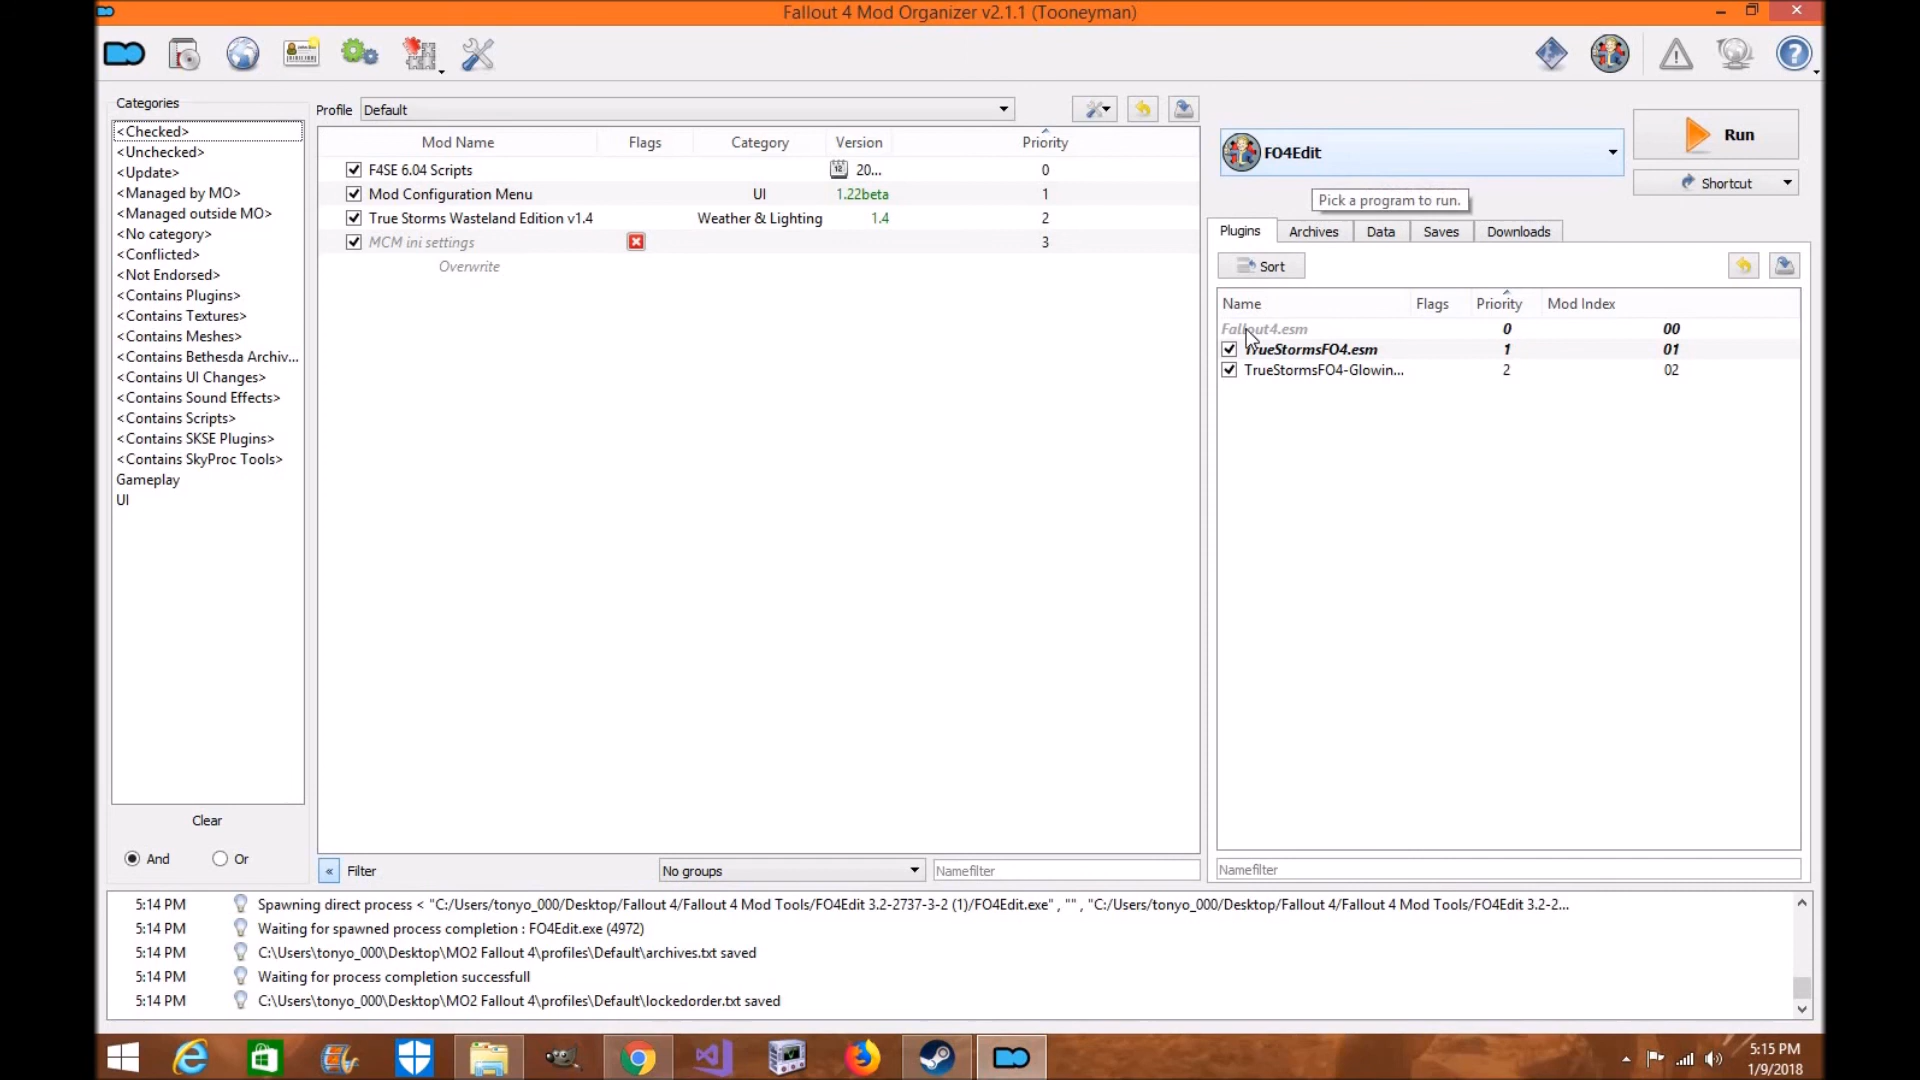 Fallout 4 Mod Organizer v2.1.1 (Tooneyman)
Categories
<Checked>
<Unchecked>
<Update>
<Managed by MO>
<Managed outside MO>
<No category>
<Conflicted>
<Not Endorsed>
<Contains Plugins>
<Contains Textures>
<Contains Meshes>
<Contains Bethesda Archiv...
<Contains UI Changes>
<Contains Sound Effects>
<Contains Scripts>
<Contains SKSE Plugins>
<Contains SkyProc Tools>
Gameplay
UI
Clear
And Or
Profile Default
Mod Name Flags Category Version Priority
F4SE 6.04 Scripts 20... 0
Mod Configuration Menu UI 1.22beta 1
True Storms Wasteland Edition v1.4 Weather & Lighting 1.4 2
MCM ini settings 3
Overwrite
« Filter No groups Namefilter
FO4Edit
Run
Pick a program to run.
Shortcut
Plugins Archives Data Saves Downloads
Sort
Name Flags Priority Mod Index
Fallout4.esm 0 00
TrueStormsFO4.esm 1 01
TrueStormsFO4-Glowin... 2 02
Namefilter
5:14 PM Spawning direct process < "C:/Users/tonyo_000/Desktop/Fallout 4/Fallout 4 Mod Tools/FO4Edit 3.2-2737-3-2 (1)/FO4Edit.exe" , "" , "C:/Users/tonyo_000/Desktop/Fallout 4/Fallout 4 Mod Tools/FO4Edit 3.2-2...
5:14 PM Waiting for spawned process completion : FO4Edit.exe (4972)
5:14 PM C:\Users\tonyo_000\Desktop\MO2 Fallout 4\profiles\Default\archives.txt saved
5:14 PM Waiting for process completion successfull
5:14 PM C:\Users\tonyo_000\Desktop\MO2 Fallout 4\profiles\Default\lockedorder.txt saved
5:15 PM
1/9/2018